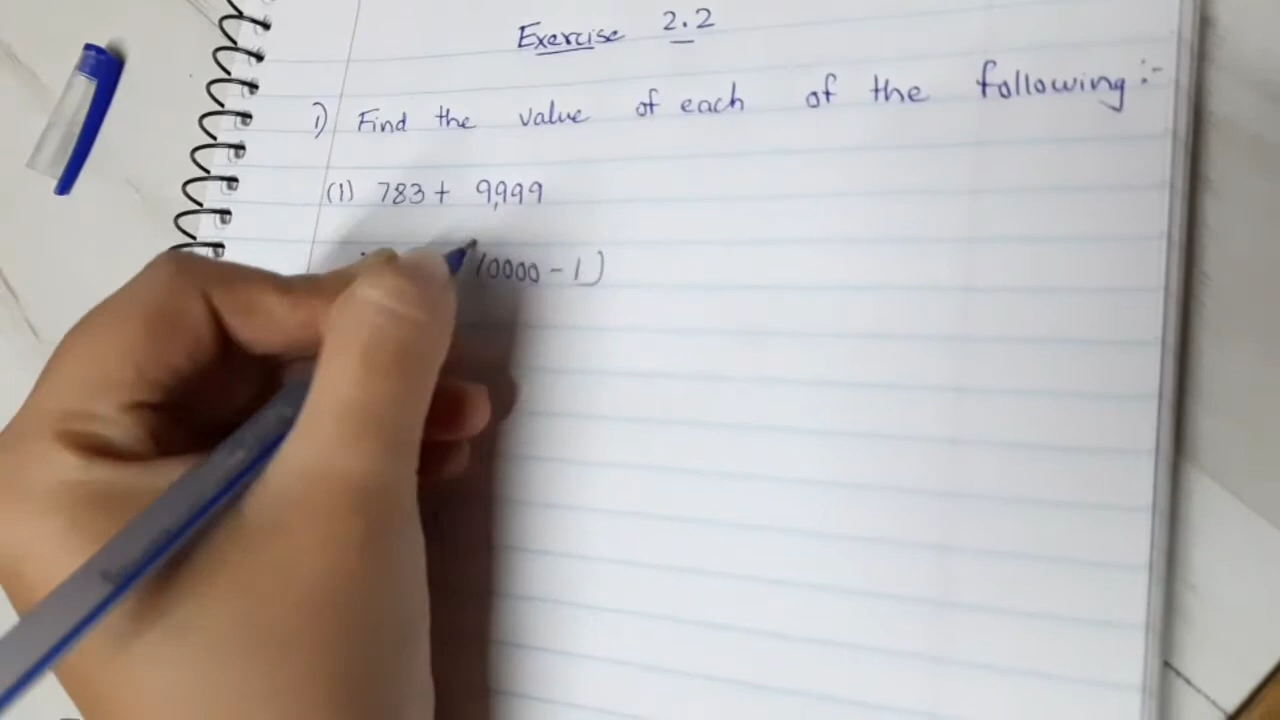 Exercise 2.2
1) Find the value of each of the following :-
(1) 783 + 9,999
10000 - 1)